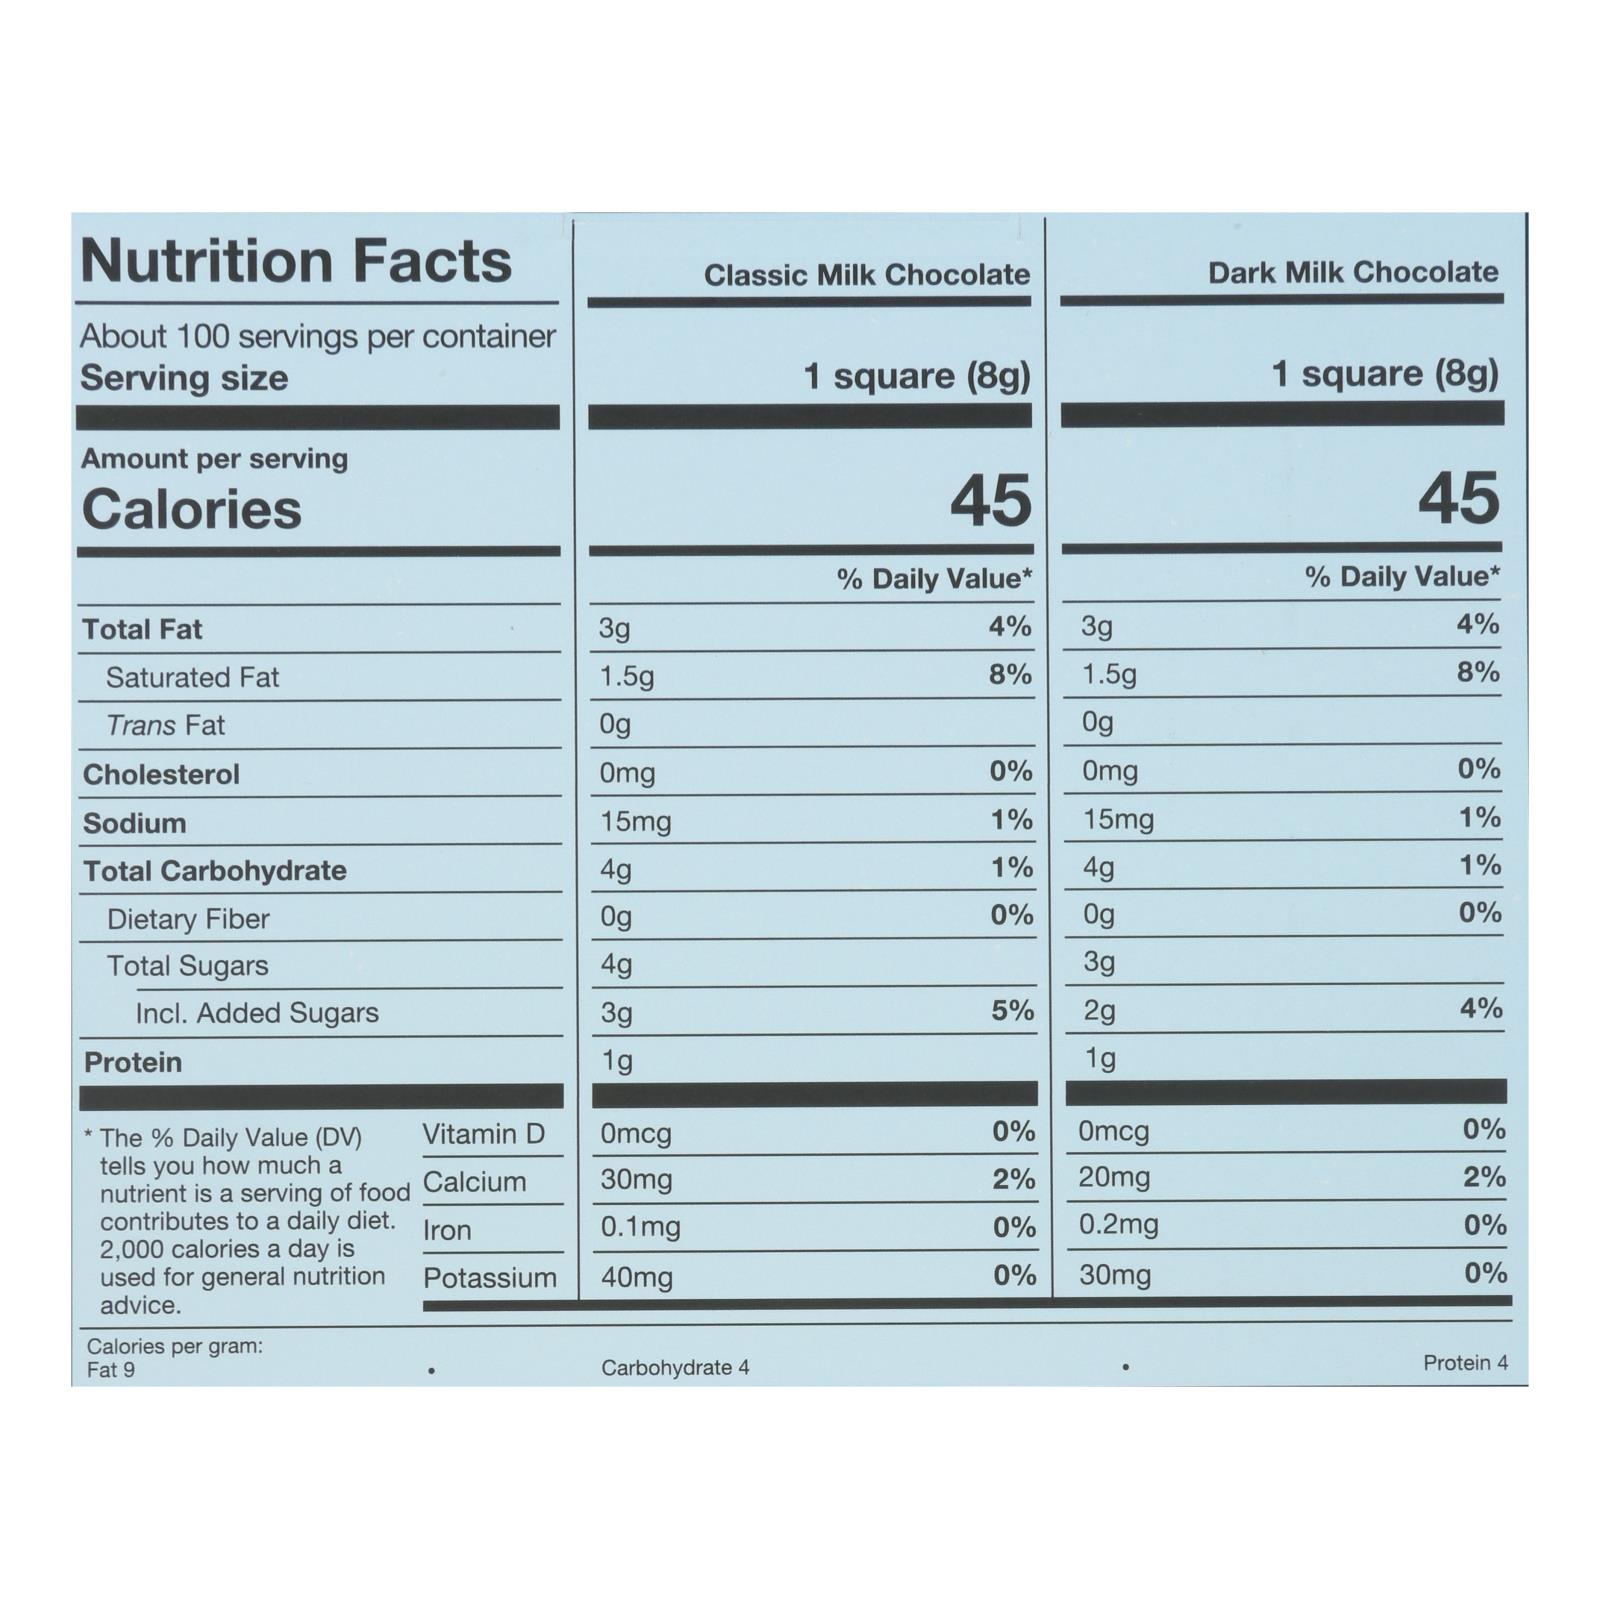 Nutrition Facts
Classic Milk Chocolate
Dark Milk Chocolate
About 100 servings per container
Serving size
1 square (8g)
1 square (8g)
Amount per serving
Calories
45
45
% Daily Value*
% Daily Value*
Total Fat 3g 4% 3g 4%
Saturated Fat 1.5g 8% 1.5g 8%
Trans Fat 0g 0g
Cholesterol 0mg 0% 0mg 0%
Sodium 15mg 1% 15mg 1%
Total Carbohydrate 4g 1% 4g 1%
Dietary Fiber 0g 0% 0g 0%
Total Sugars 4g 3g
Incl. Added Sugars 3g 5% 2g 4%
Protein 1g 1g
* The % Daily Value (DV)
tells you how much a
nutrient is a serving of food
contributes to a daily diet.
2,000 calories a day is
used for general nutrition
advice.
Vitamin D 0mcg 0% 0mcg 0%
Calcium 30mg 2% 20mg 2%
Iron 0.1mg 0% 0.2mg 0%
Potassium 40mg 0% 30mg 0%
Calories per gram:
Fat 9 • Carbohydrate 4 • Protein 4